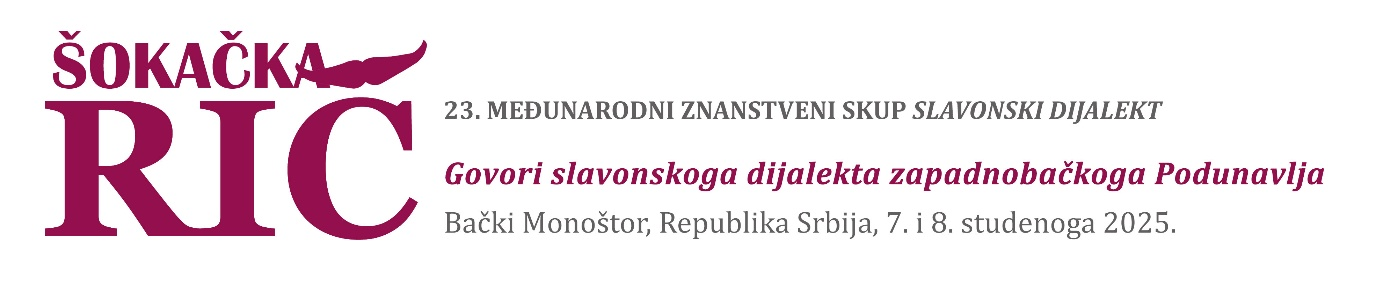 ŠOKAČKA
RIČ
23. MEĐUNARODNI ZNANSTVENI SKUP SLAVONSKI DIJALEKT
Govori slavonskoga dijalekta zapadnobačkoga Podunavlja
Bački Monoštor, Republika Srbija, 7. i 8. studenoga 2025.